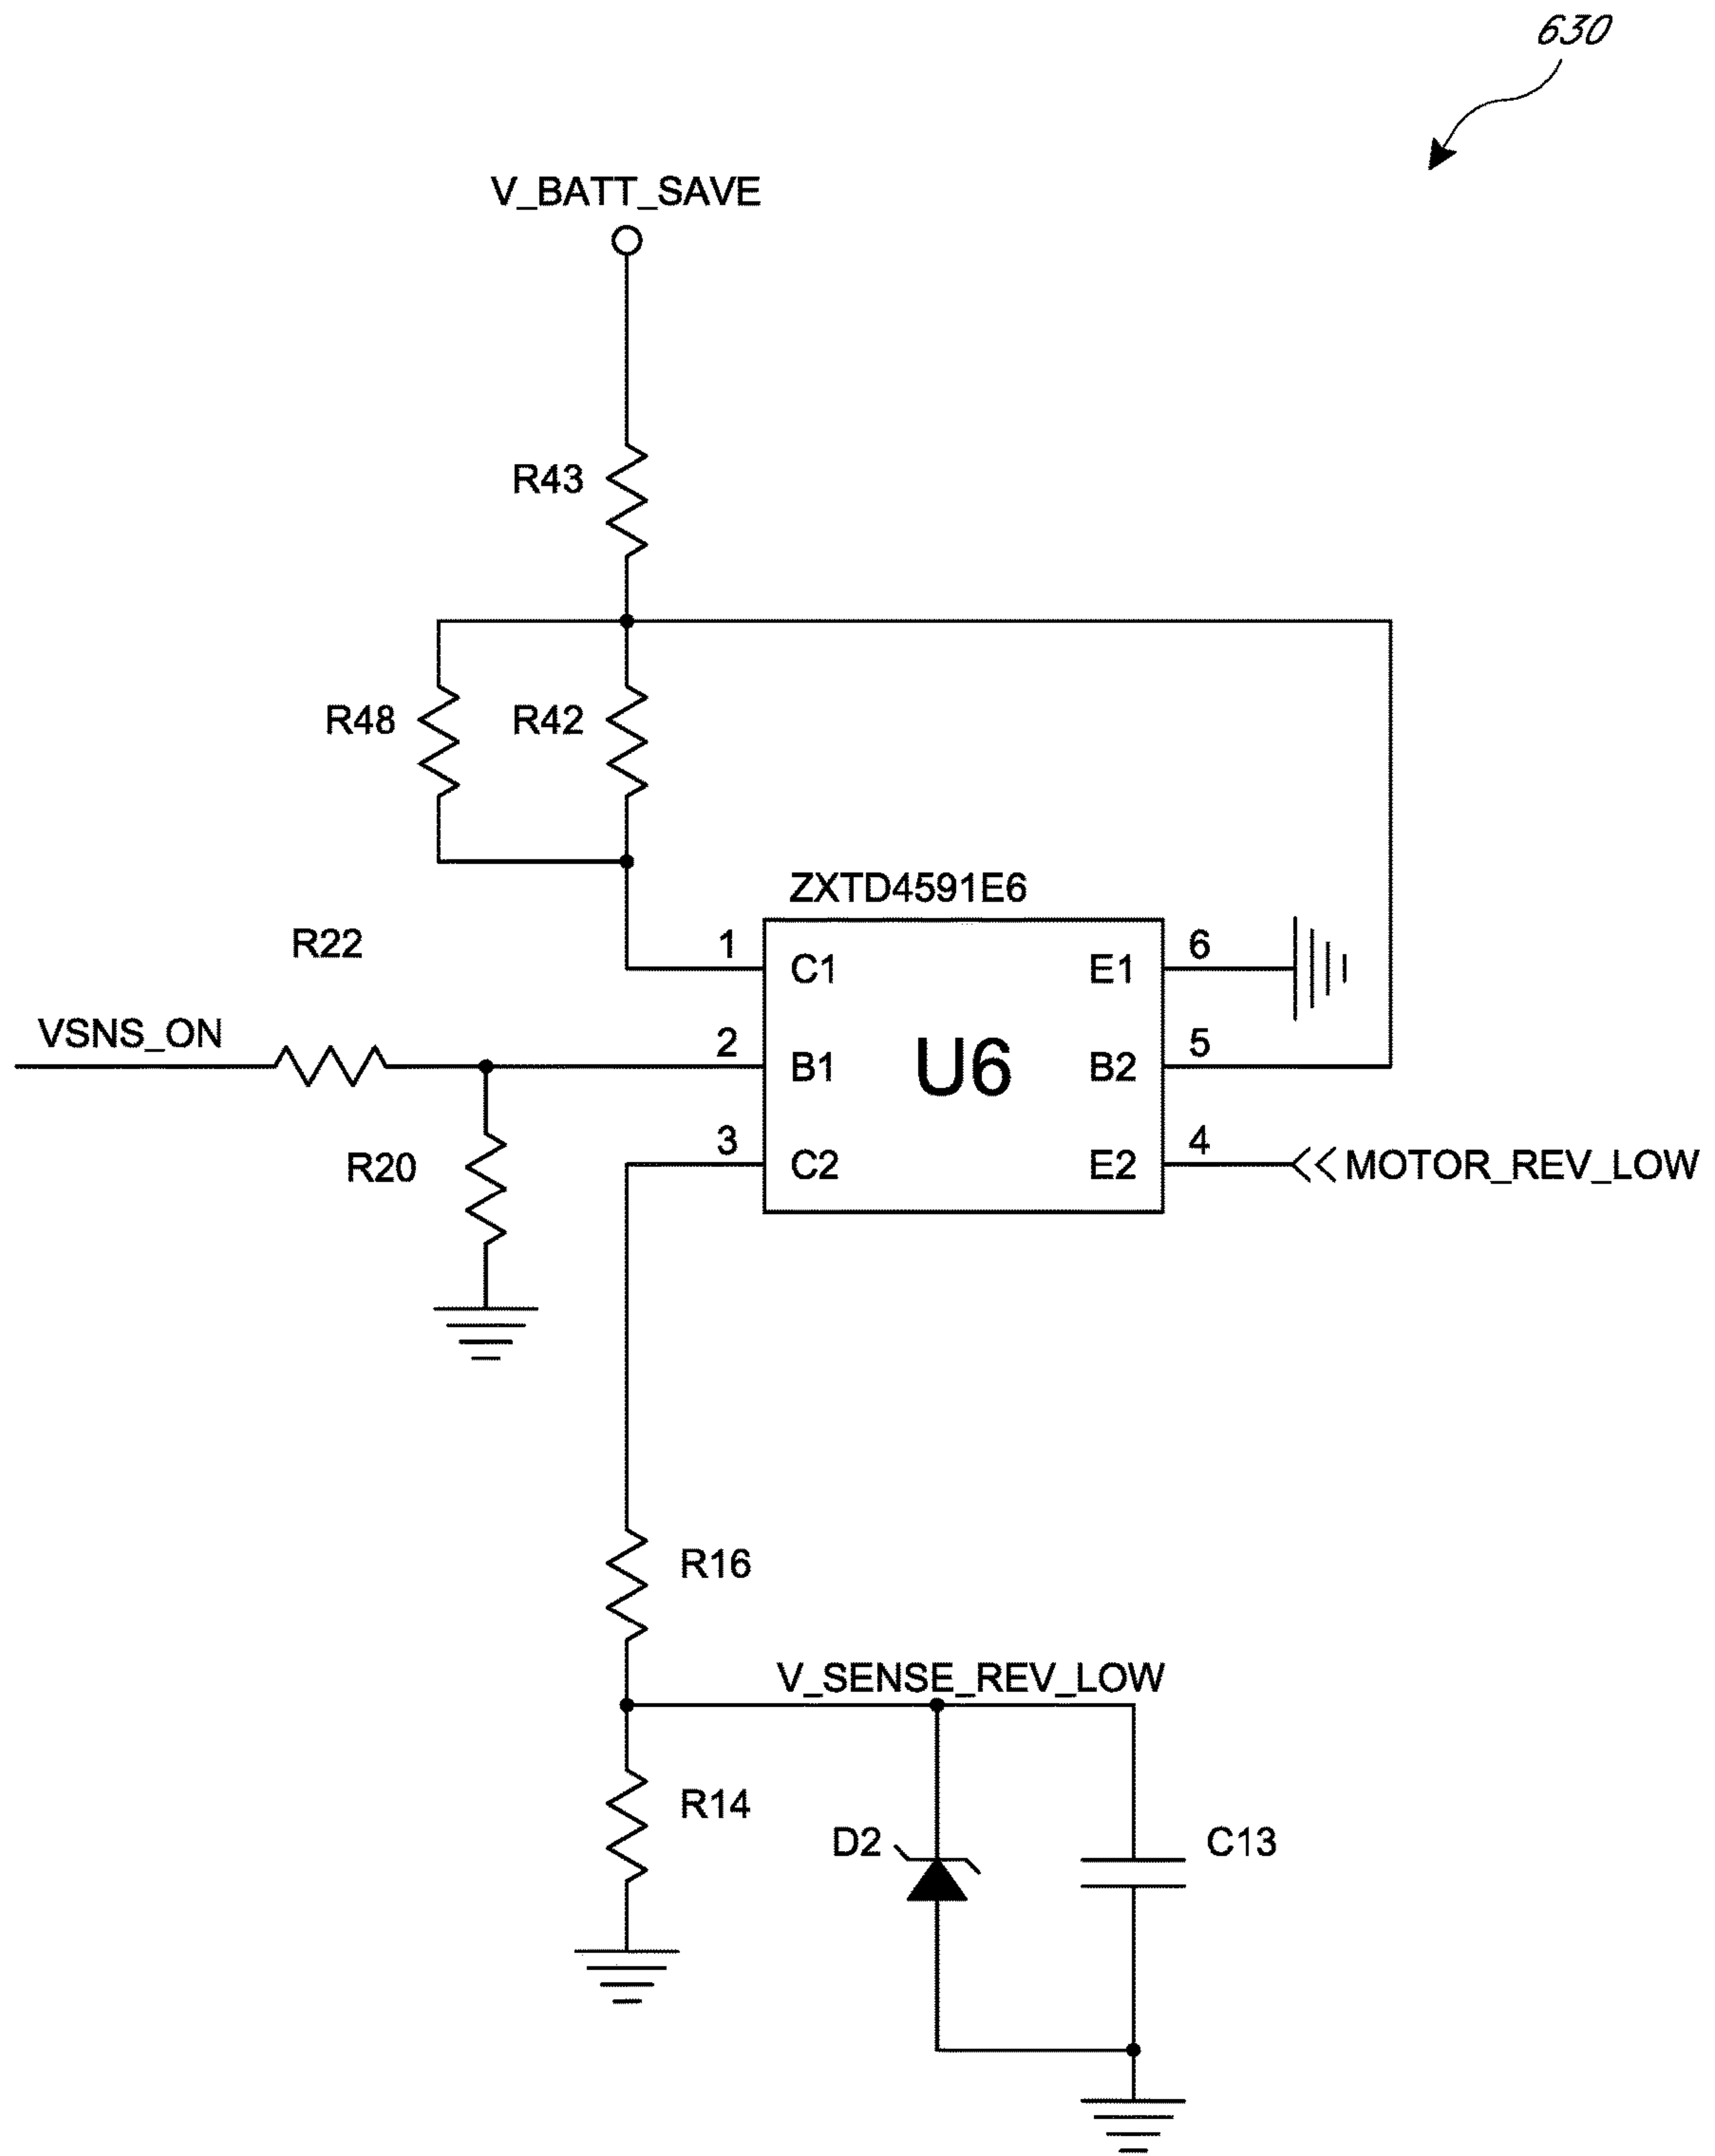 630
V_BATT_SAVE
R43
R48
R42
ZXTD4591E6
R22
1
C1
E1
6
VSNS_ON
2
B1
U6
B2
5
R20
3
C2
E2
4
MOTOR_REV_LOW
R16
V_SENSE_REV_LOW
R14
D2
C13